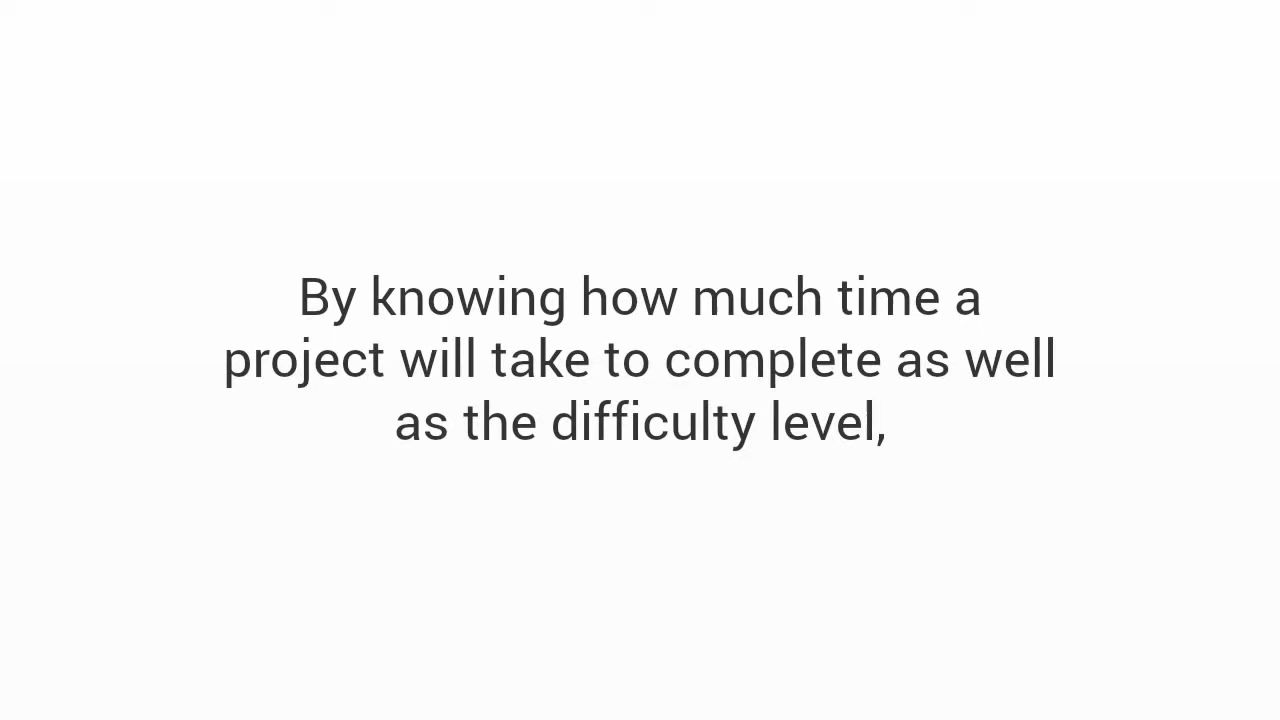 By knowing how much time a
project will take to complete as well
as the difficulty level,